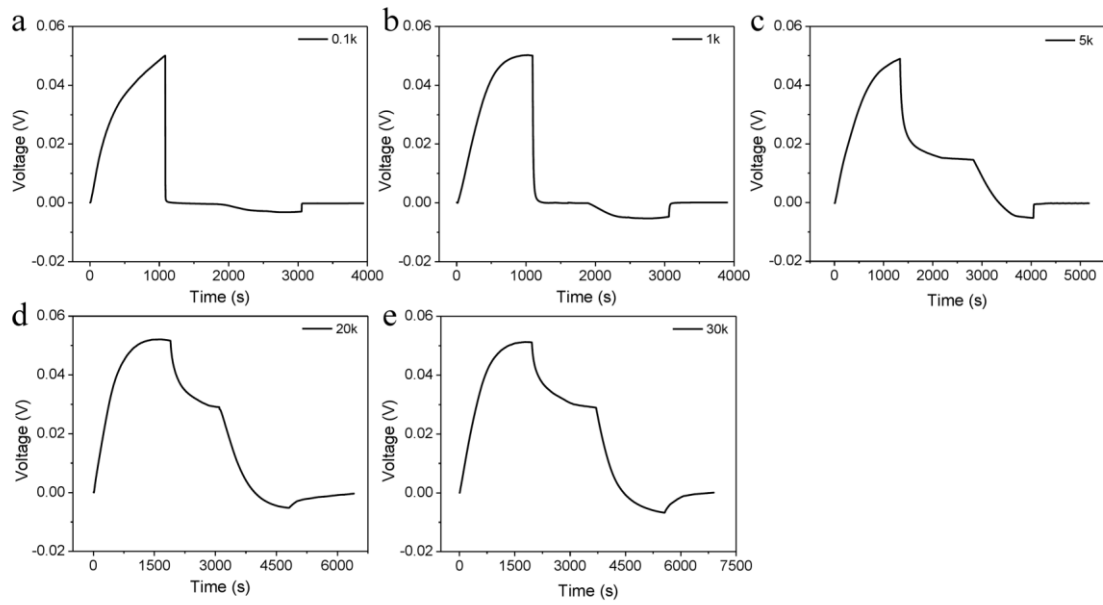 a
0.06
0.04
0.02
0.00
-0.02
Voltage (V)
0.1k
0 1000 2000 3000 4000
Time (s)
b
0.06
0.04
0.02
0.00
-0.02
Voltage (V)
1k
0 1000 2000 3000 4000
Time (s)
c
0.06
0.04
0.02
0.00
-0.02
Voltage (V)
5k
0 1000 2000 3000 4000 5000
Time (s)
d
0.06
0.04
0.02
0.00
-0.02
Voltage (V)
20k
0 1500 3000 4500 6000
Time (s)
e
0.06
0.04
0.02
0.00
-0.02
Voltage (V)
30k
0 1500 3000 4500 6000 7500
Time (s)